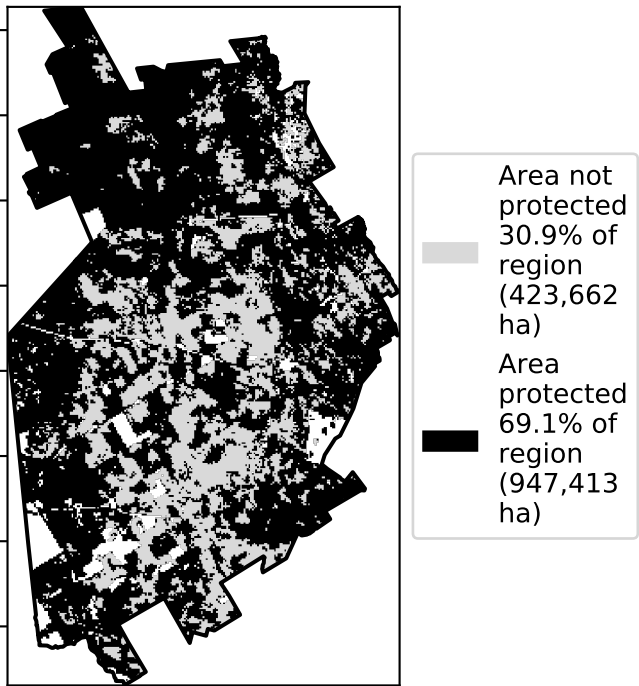 Area not
protected
30.9% of
region
(423,662
ha)
Area
protected
69.1% of
region
(947,413
ha)